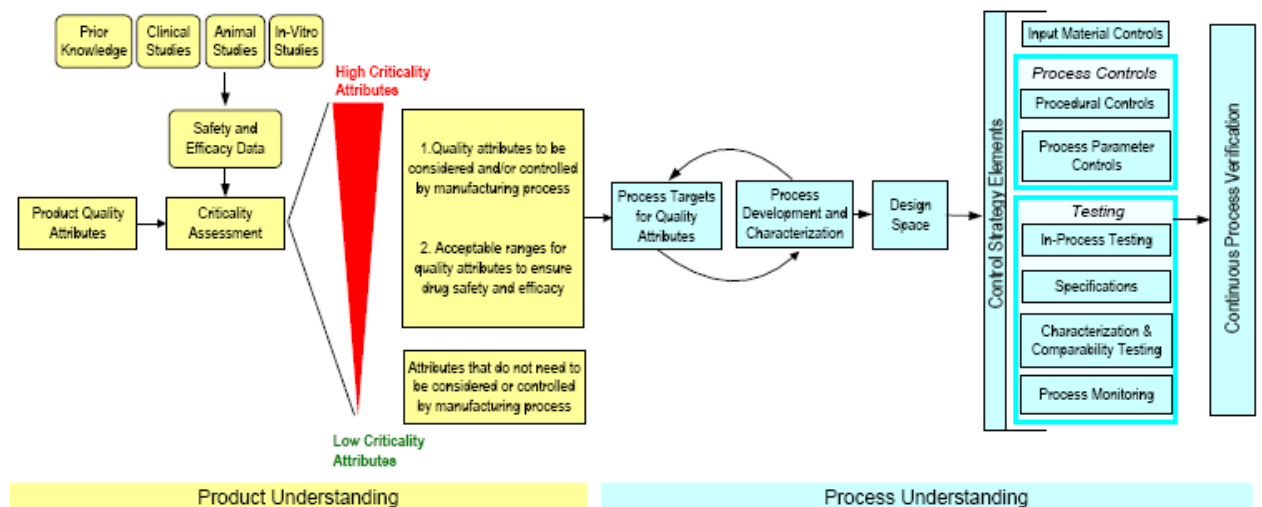 Prior
Knowledge
Clinical
Studies
Animal
Studies
In-Vitro
Studies
Safety and
Efficacy Data
Product Quality
Attributes
Criticality
Assessment
High Criticality
Attributes
Low Criticality
Attributes
1.Quality attributes to be
considered and/or controlled
by manufacturing process
2. Acceptable ranges for
quality attributes to ensure
drug safety and efficacy
Attributes that do not need to
be considered or controlled
by manufacturing process
Product Understanding
Process Targets
for Quality
Attributes
Process
Development and
Characterization
Design
Space
Control Strategy Elements
Input Material Controls
Process Controls
Procedural Controls
Process Parameter
Controls
Testing
In-Process Testing
Specifications
Characterization &
Comparability Testing
Process Monitoring
Continuous Process Verification
Process Understanding